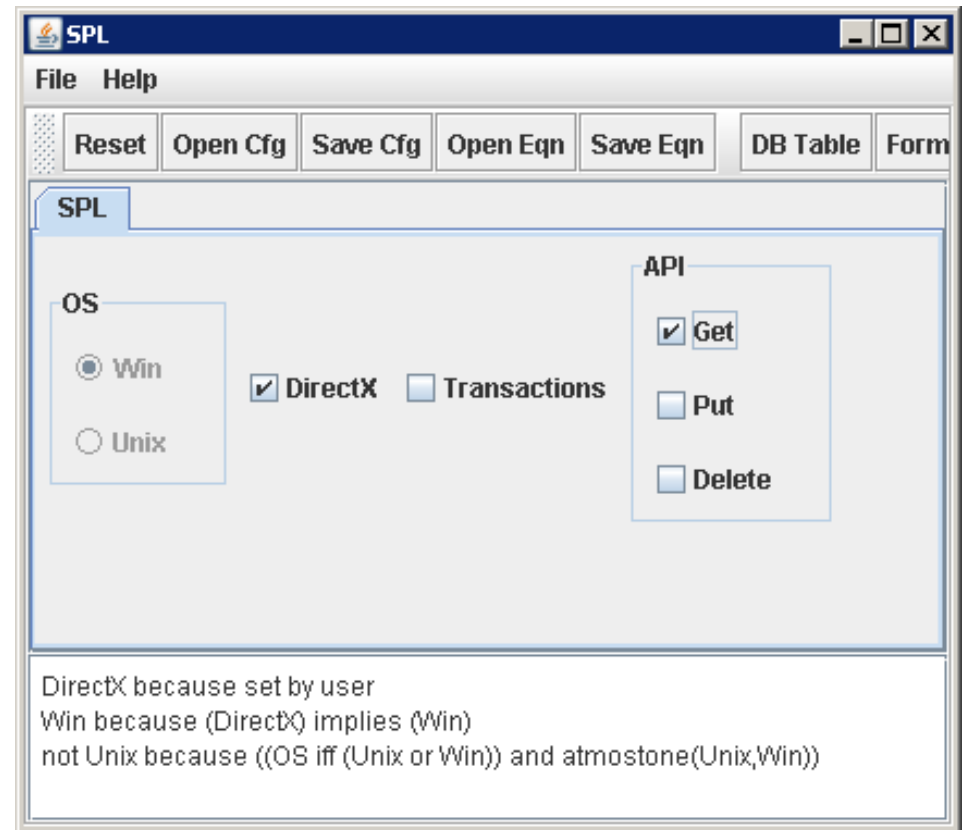 SPL
File Help
Reset Open Cfg Save Cfg Open Eqn Save Eqn DB Table Form
SPL
API
OS
Get
Win
DirectX Transactions
Put
Unix
Delete
DirectX because set by user
Win because (DirectX) implies (Win)
not Unix because ((OS iff (Unix or Win)) and atmostone(Unix,Win))